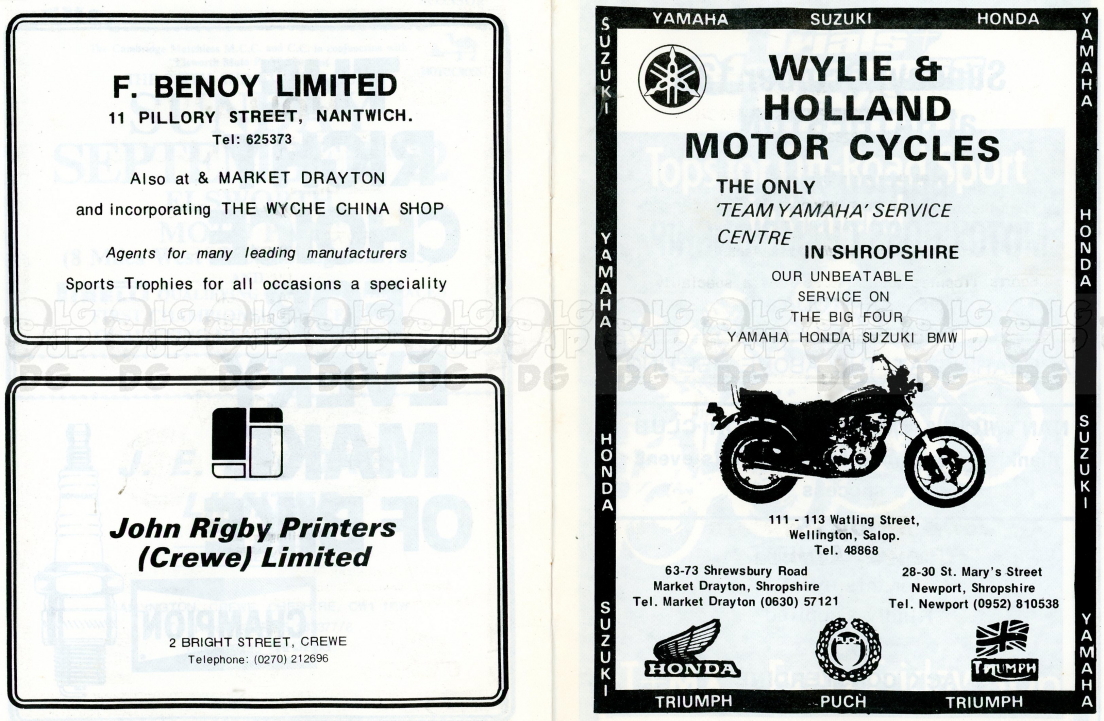 F. BENOY LIMITED
11 PILLORY STREET, NANTWICH.
Tel: 625373
Also at & MARKET DRAYTON
and incorporating THE WYCHE CHINA SHOP
Agents for many leading manufacturers
Sports Trophies for all occasions a speciality
John Rigby Printers
(Crewe) Limited
2 BRIGHT STREET, CREWE
Telephone: (0270) 212696
YAMAHA SUZUKI HONDA
SUZUKI
YAMAHA
HONDA
SUZUKI
WYLIE &
HOLLAND
MOTOR CYCLES
THE ONLY
'TEAM YAMAHA' SERVICE
CENTRE
IN SHROPSHIRE
OUR UNBEATABLE
SERVICE ON
THE BIG FOUR
YAMAHA HONDA SUZUKI BMW
111 - 113 Watling Street,
Wellington, Salop.
Tel. 48868
63-73 Shrewsbury Road
Market Drayton, Shropshire
Tel. Market Drayton (0630) 57121
28-30 St. Mary's Street
Newport, Shropshire
Tel. Newport (0952) 810538
HONDA
PUCH
TRIUMPH
YAMAHA
HONDA
SUZUKI
YAMAHA
TRIUMPH PUCH TRIUMPH
LG
JP
DG